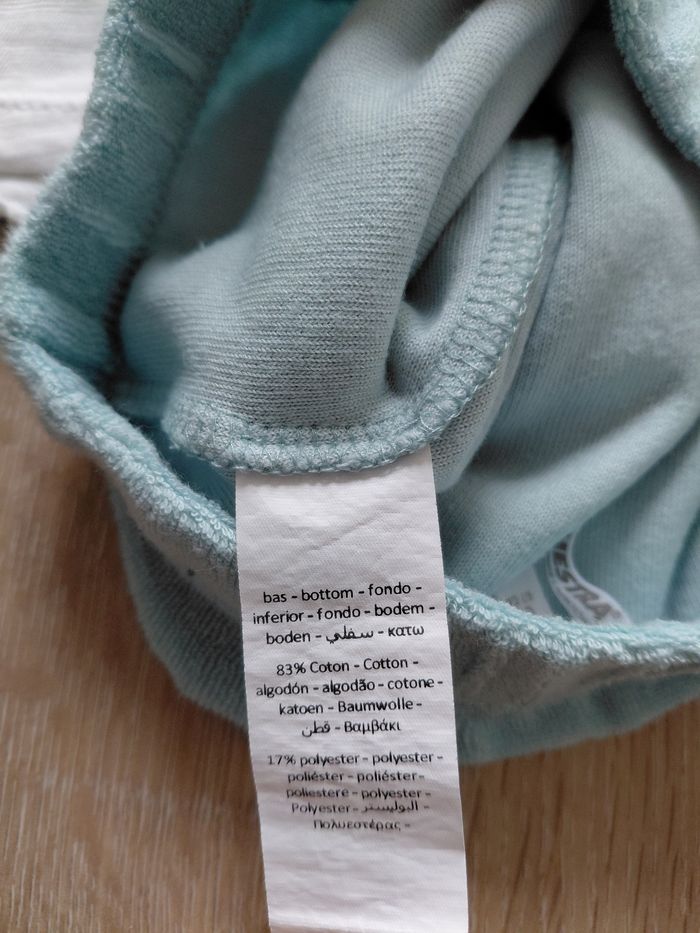 bas - bottom - fondo -
inferior - fondo - bodem -
boden - سفلي - κατω
83% Coton - Cotton -
algodón - algodão - cotone -
katoen - Baumwolle -
قطن - Βαμβάκι
17% polyester - polyester -
poliéster - poliéster-
poliestere - polyester -
Polyester - البوليستر -
Πολυεστέρας -